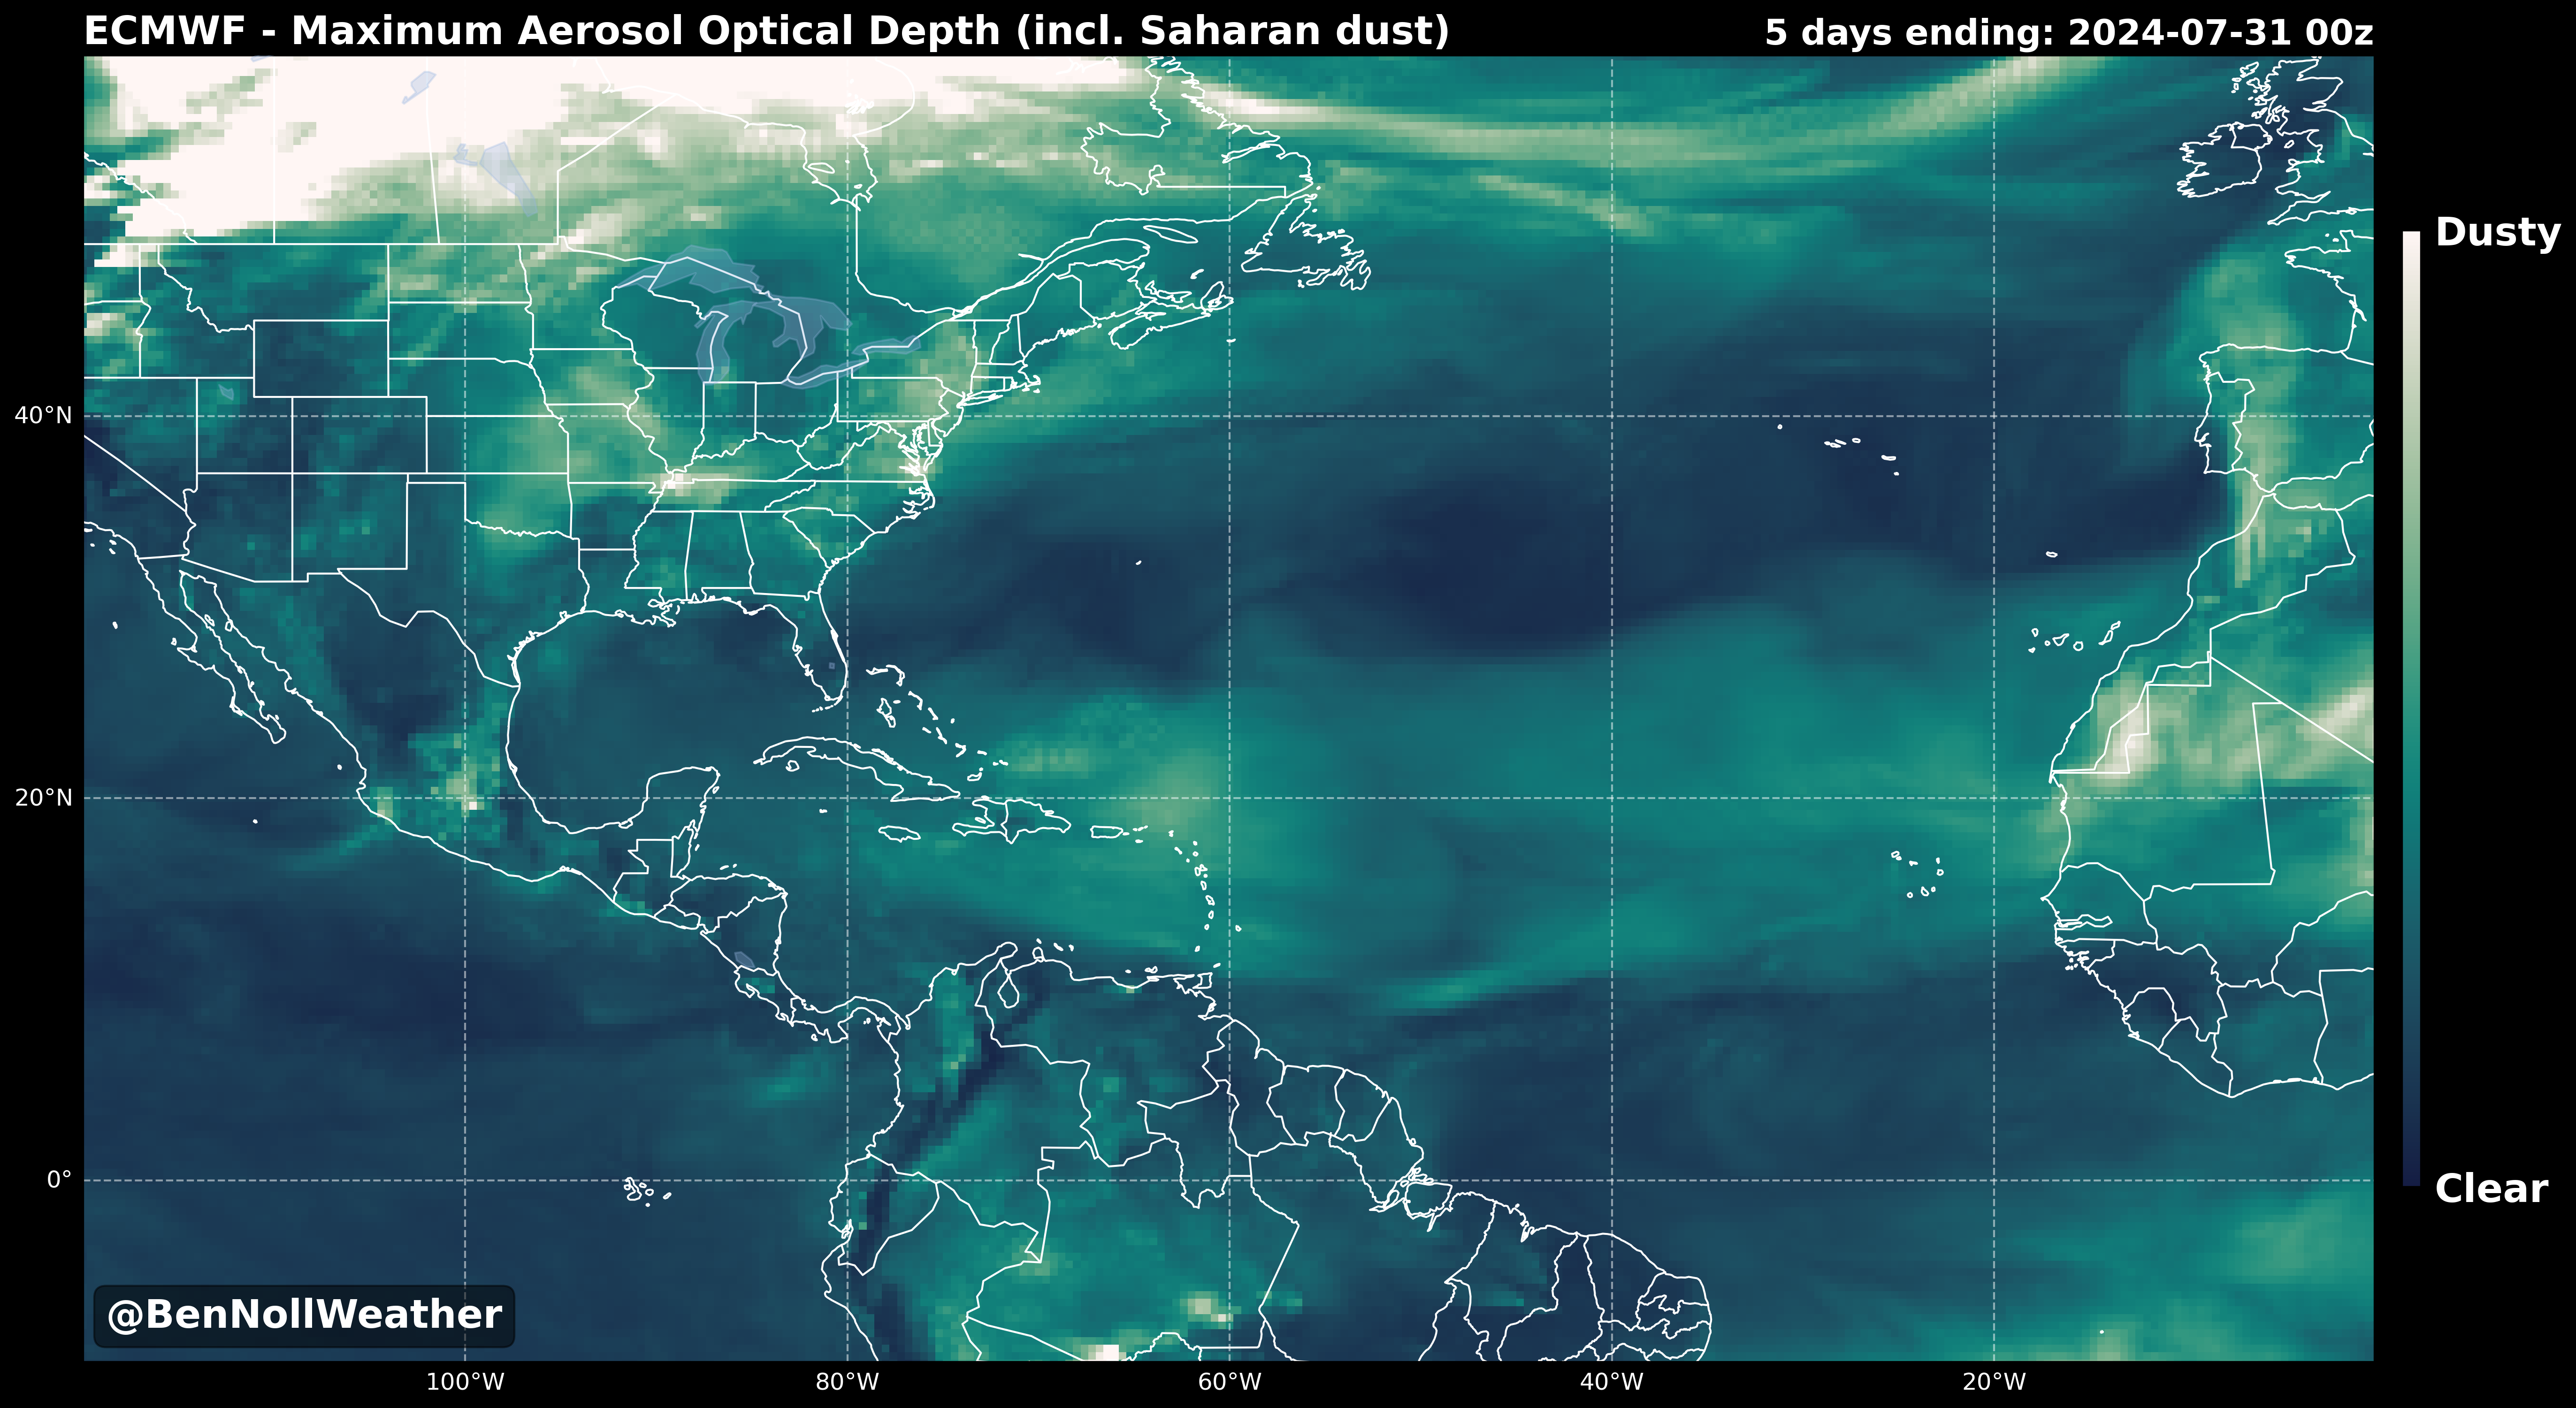 ECMWF - Maximum Aerosol Optical Depth (incl. Saharan dust)
5 days ending: 2024-07-31 00z
Dusty
40°N
20°N
0°
Clear
@BenNollWeather
100°W
80°W
60°W
40°W
20°W